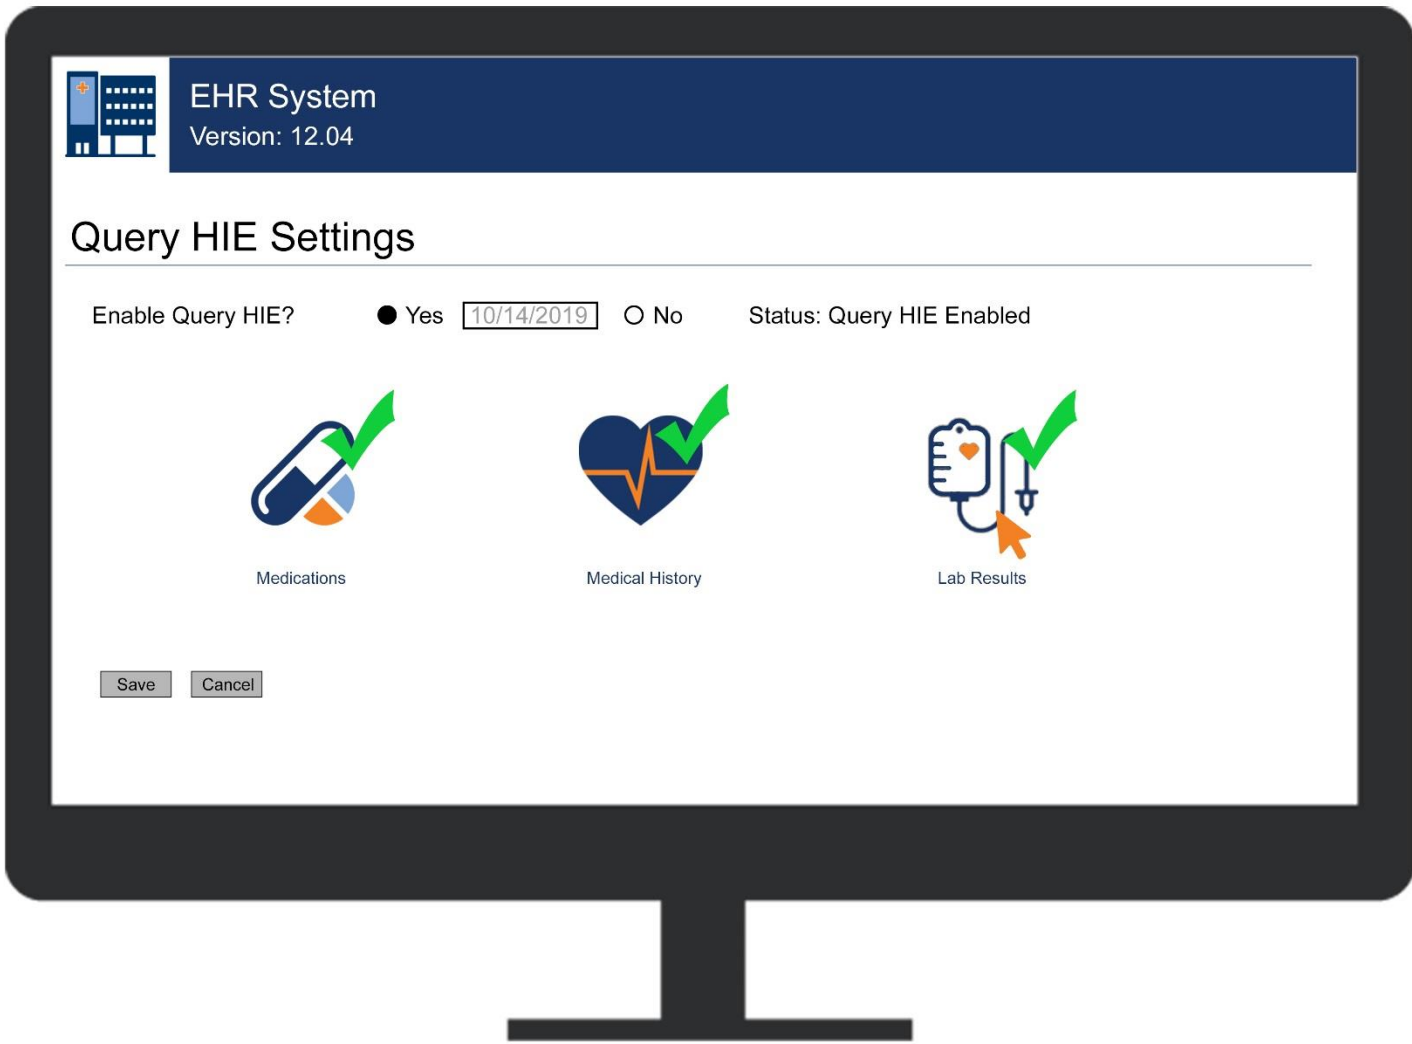 EHR System
Version: 12.04
Query HIE Settings
Enable Query HIE? Yes 10/14/2019 No Status: Query HIE Enabled
Medications Medical History Lab Results
Save Cancel